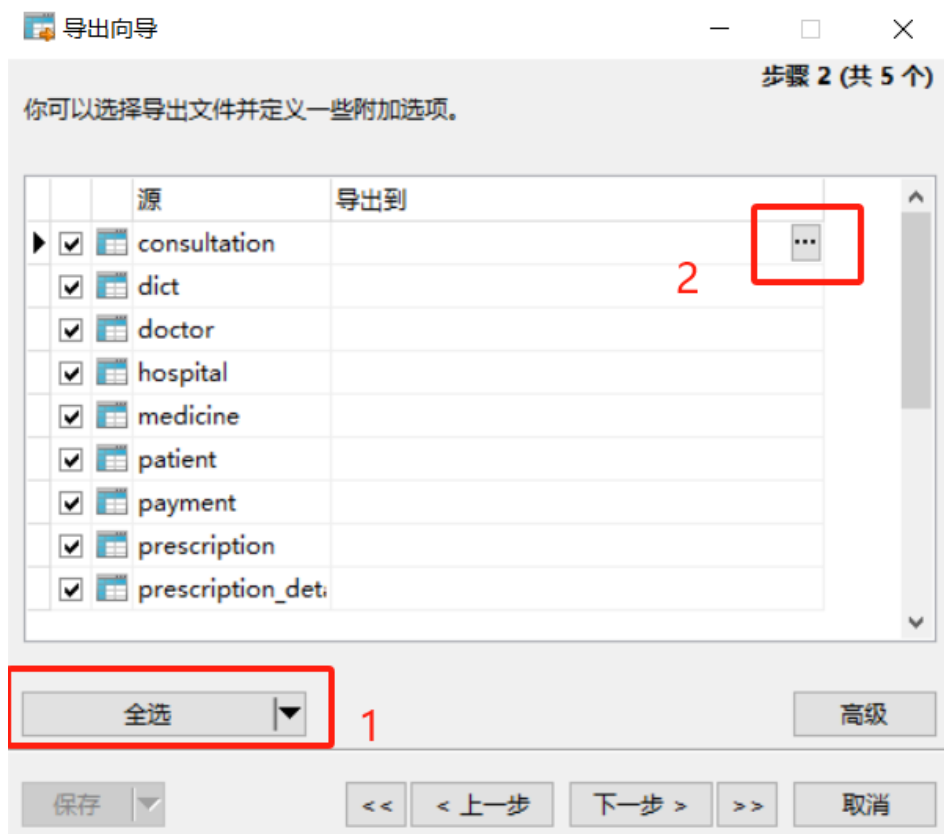 导出向导
步骤 2 (共 5 个)
你可以选择导出文件并定义一些附加选项。
源 导出到
consultation ...
2
dict
doctor
hospital
medicine
patient
payment
prescription
prescription_deta
全选 1 高级
保存 << < 上一步 下一步 > >> 取消